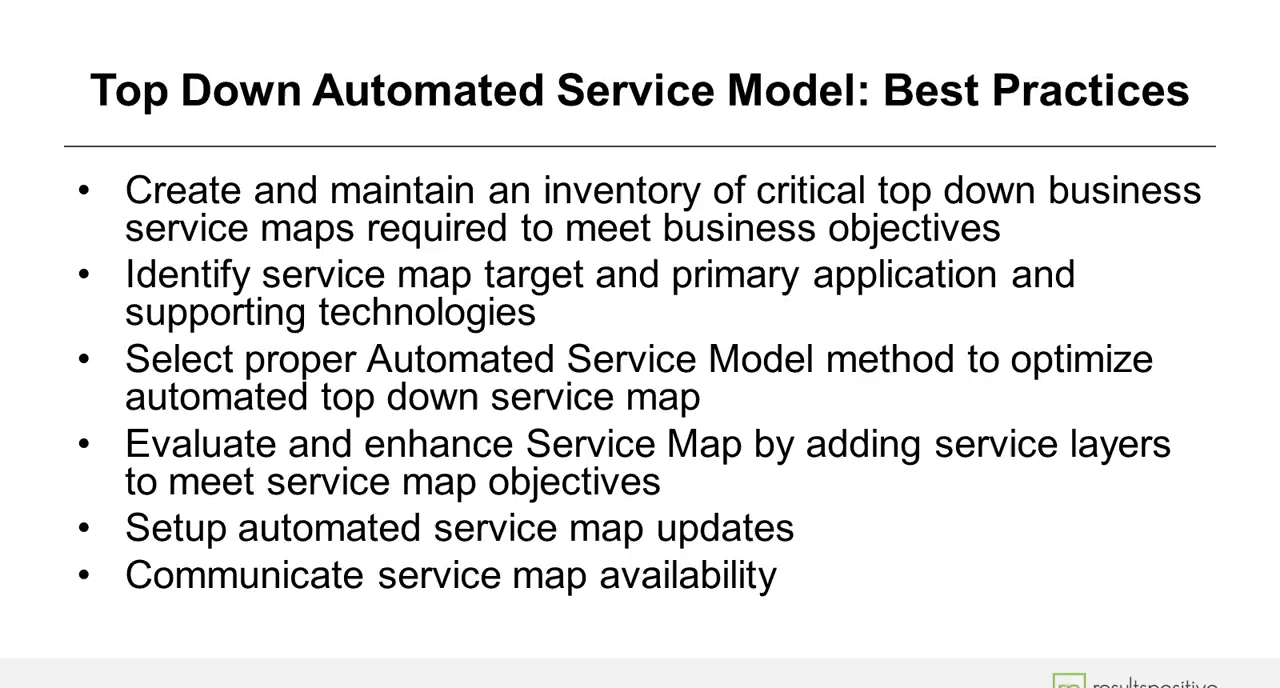 Top Down Automated Service Model: Best Practices
• Create and maintain an inventory of critical top down business
service maps required to meet business objectives
• Identify service map target and primary application and
supporting technologies
• Select proper Automated Service Model method to optimize
automated top down service map
• Evaluate and enhance Service Map by adding service layers
to meet service map objectives
• Setup automated service map updates
• Communicate service map availability
rp resultspositive